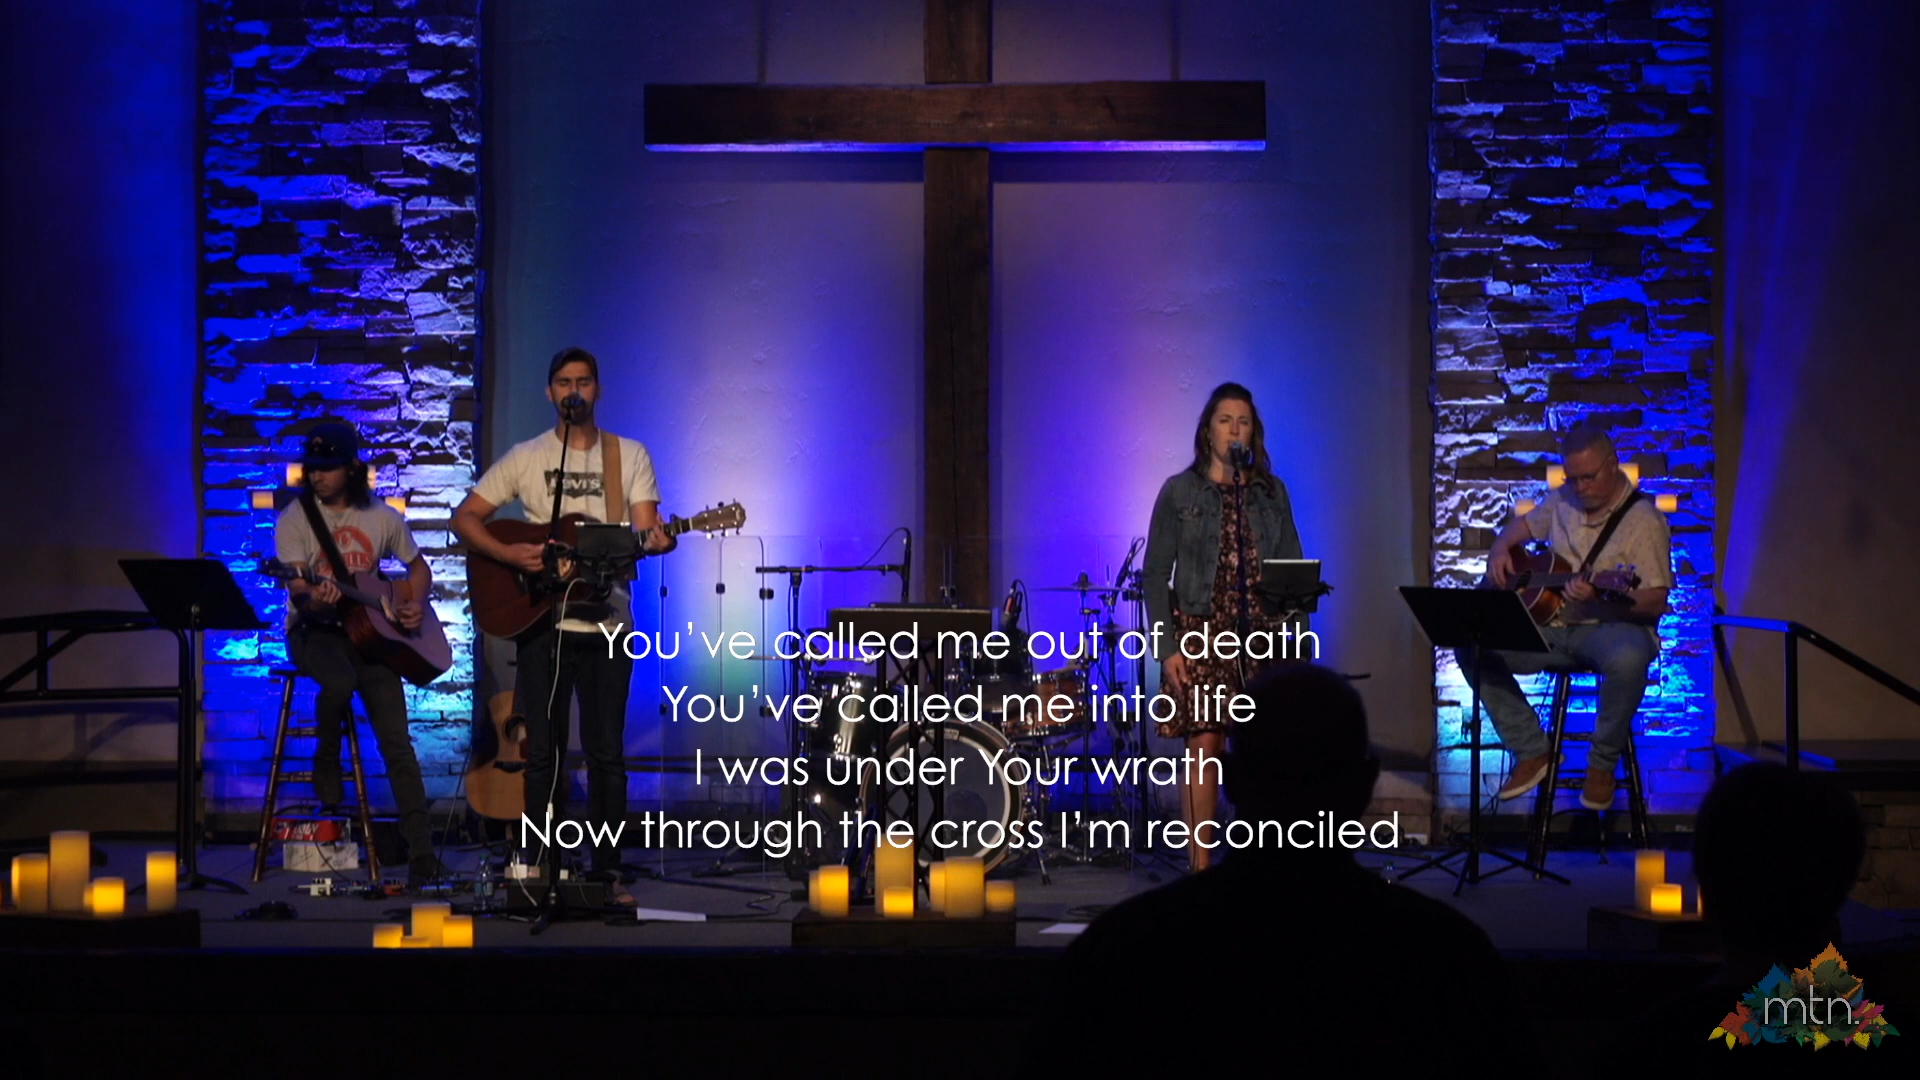 LEVI'S
You've called me out of death
You've called me into life
I was under Your wrath
Now through the cross I'm reconciled
mtn.